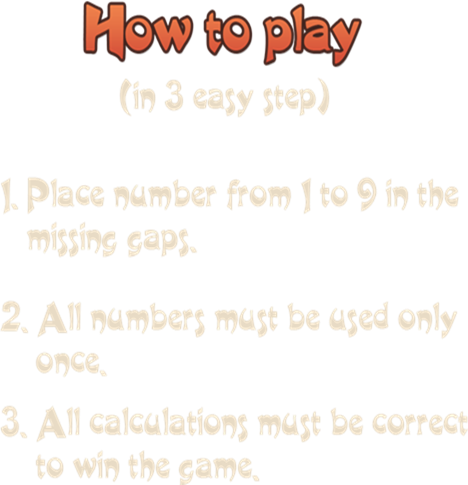 How to play
(in 3 easy step)
1. Place number from 1 to 9 in the
missing gaps.
2. All numbers must be used only
once.
3. All calculations must be correct
to win the game.